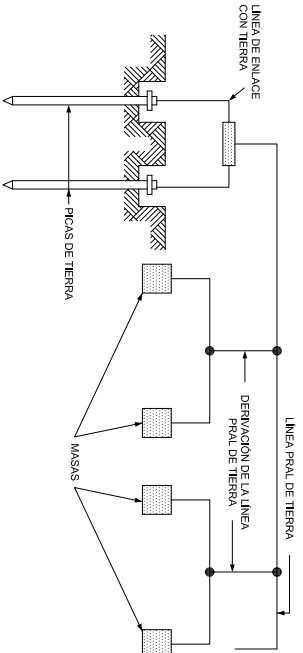 LÍNEA DE ENLACE
CON TIERRA
PICAS DE TIERRA
LÍNEA PRAL DE TIERRA
DERIVACIÓN DE LA LÍNEA
PRAL DE TIERRA
MASAS